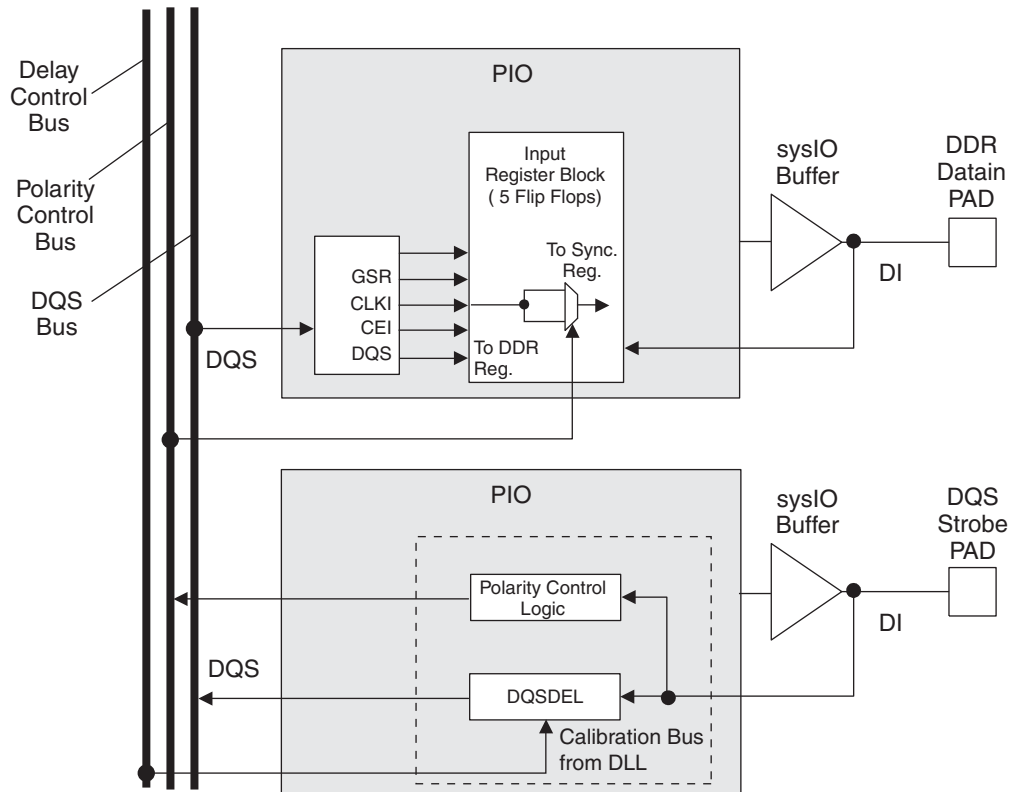 Delay
Control
Bus
Polarity
Control
Bus
DQS
Bus
PIO
Input
Register Block
( 5 Flip Flops)
To Sync.
Reg.
GSR
CLKI
CEI
DQS
To DDR
Reg.
DQS
sysIO
Buffer
DDR
Datain
PAD
DI
PIO
Polarity Control
Logic
DQSDEL
Calibration Bus
from DLL
DQS
sysIO
Buffer
DQS
Strobe
PAD
DI